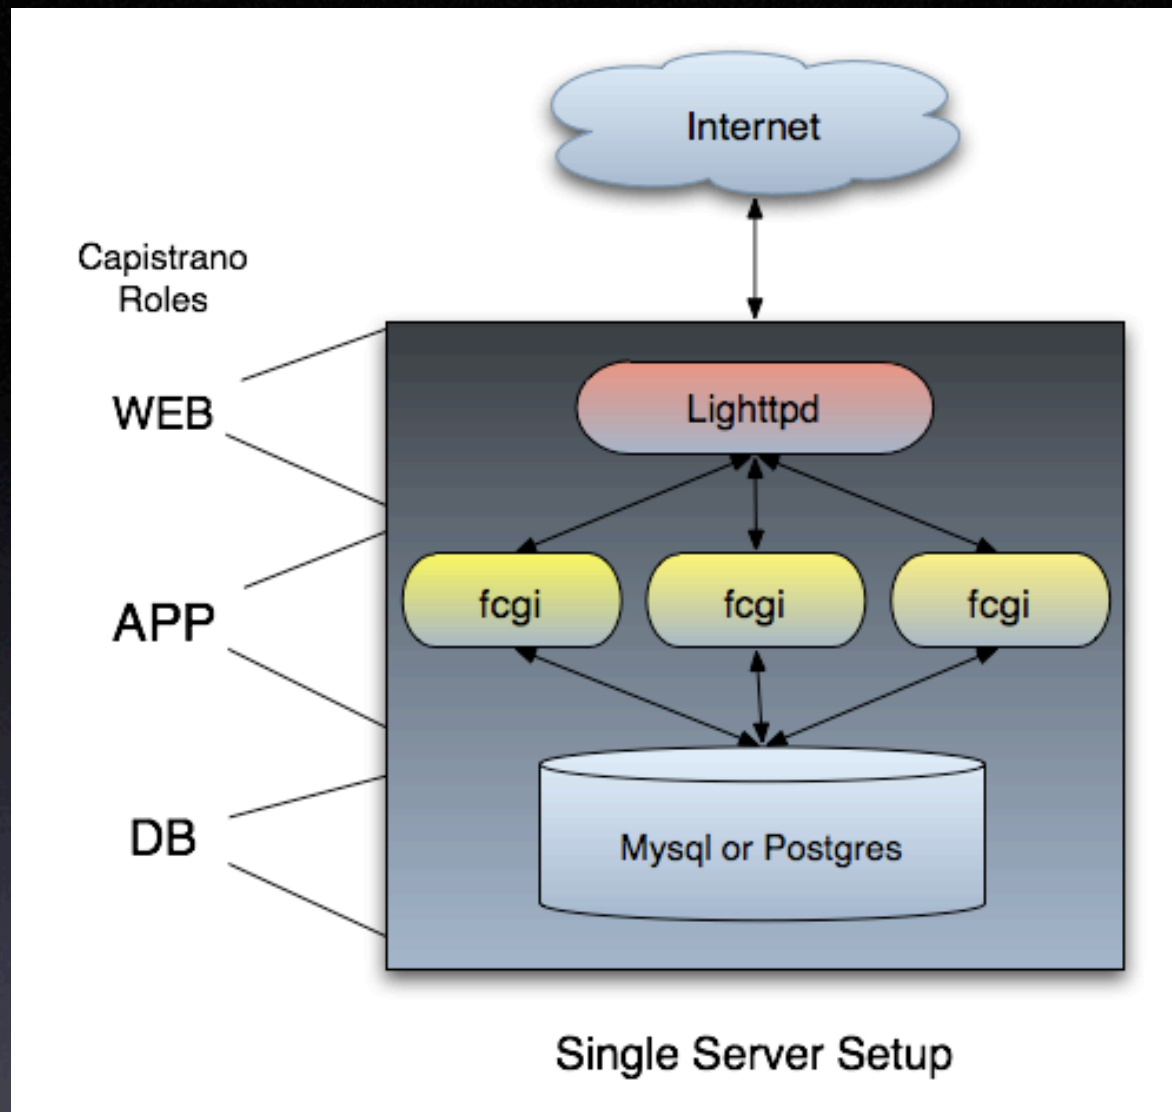 Internet
Capistrano
Roles
WEB
Lighttpd
APP
fcgi
fcgi
fcgi
DB
Mysql or Postgres
Single Server Setup